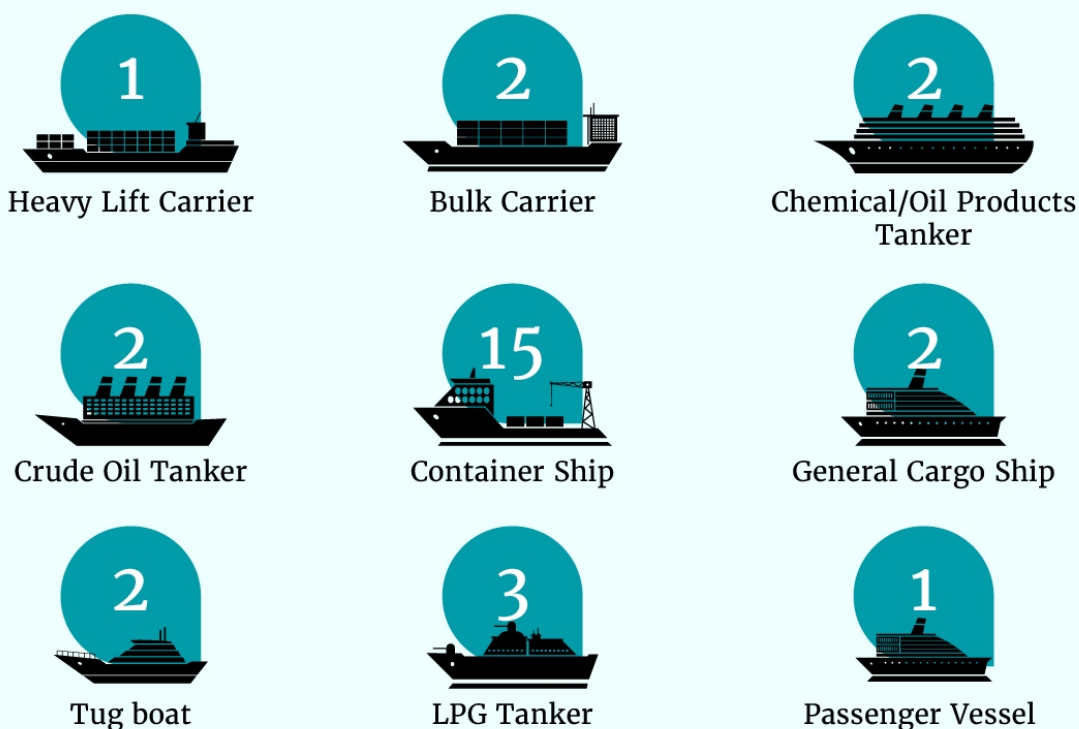 1
Heavy Lift Carrier
2
Bulk Carrier
2
Chemical/Oil Products
Tanker
2
Crude Oil Tanker
15
Container Ship
2
General Cargo Ship
2
Tug boat
3
LPG Tanker
1
Passenger Vessel